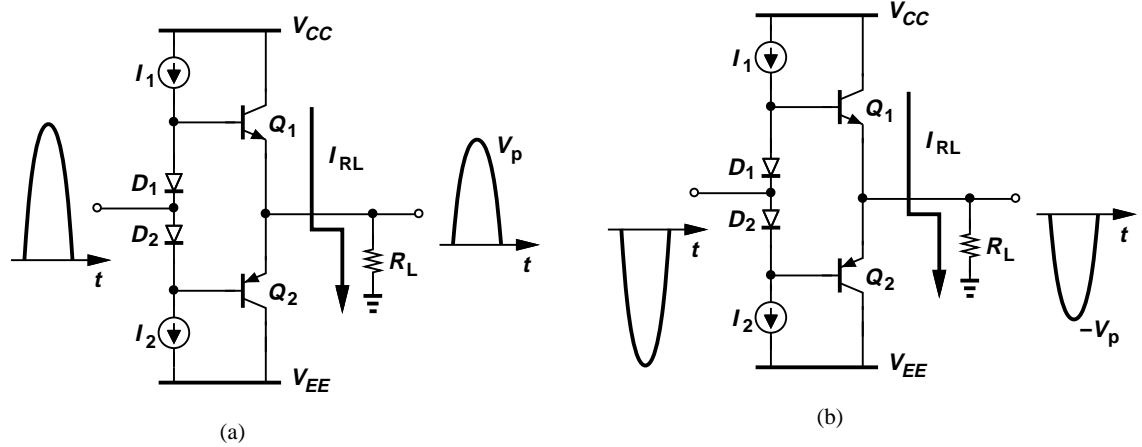 V_CC
I_1
Q_1
I_RL
V_p
D_1
D_2
t
R_L
t
Q_2
I_2
V_EE
(a)
V_CC
I_1
Q_1
I_RL
D_1
D_2
t
R_L
t
Q_2
I_2
–V_p
V_EE
(b)